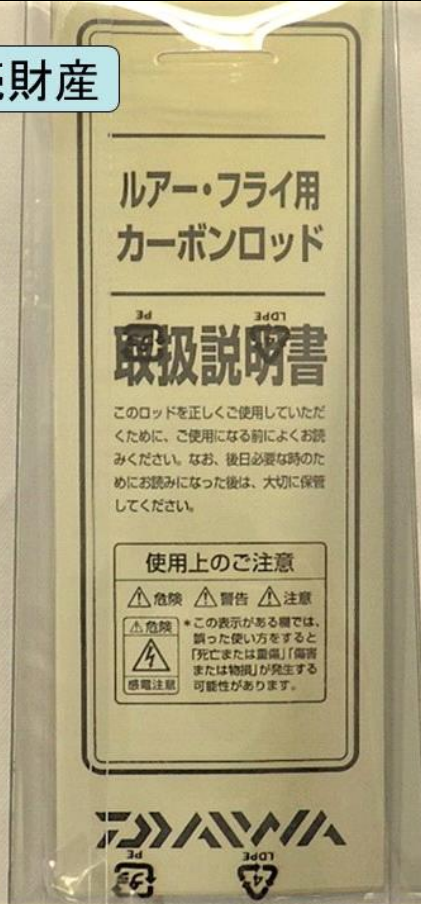 財産
ルアー・フライ用
カーボンロッド
PE
LDPE
取扱説明書
このロッドを正しくご使用していただ
くために、ご使用になる前によくお読
みください。なお、後日必要な時のた
めにお読みになった後は、大切に保管
してください。
使用上のご注意
危険 警告 注意
危険
感電注意
*この表示がある欄では、
誤った使い方をすると
「死亡または重傷」「傷害
または物損」が発生する
可能性があります。
DAIWA
PE
LDPE
4